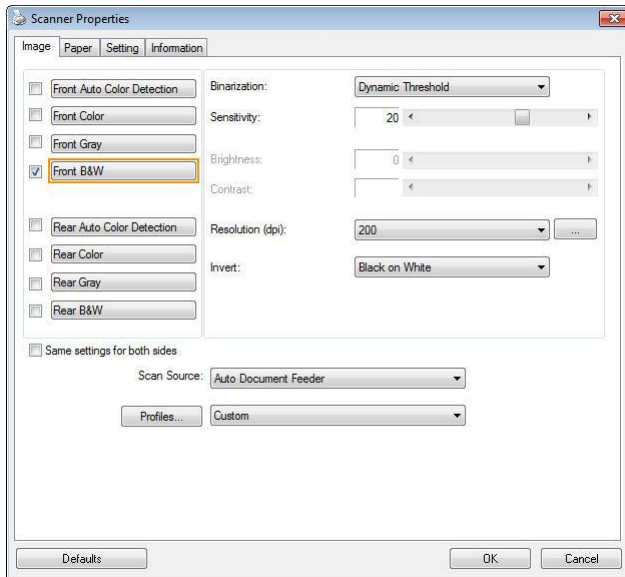 Scanner Properties
Image Paper Setting Information
Front Auto Color Detection
Front Color
Front Gray
Front B&W
Rear Auto Color Detection
Rear Color
Rear Gray
Rear B&W
Binarization: Dynamic Threshold
Sensitivity: 20
Brightness: 0
Contrast:
Resolution (dpi): 200 ...
Invert: Black on White
Same settings for both sides
Scan Source: Auto Document Feeder
Profiles... Custom
Defaults OK Cancel